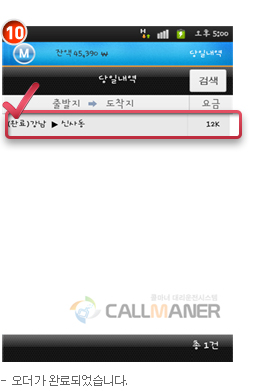 10
H 오후 5:00
M 잔액 45,390 w 당일내역
당일내역 검색
출발지 ➡ 도착지 요금
(완료)강남 ▶ 신사동 12K
콜마너 대리운전시스템
CALLMANER
총 1건
- 오더가 완료되었습니다.